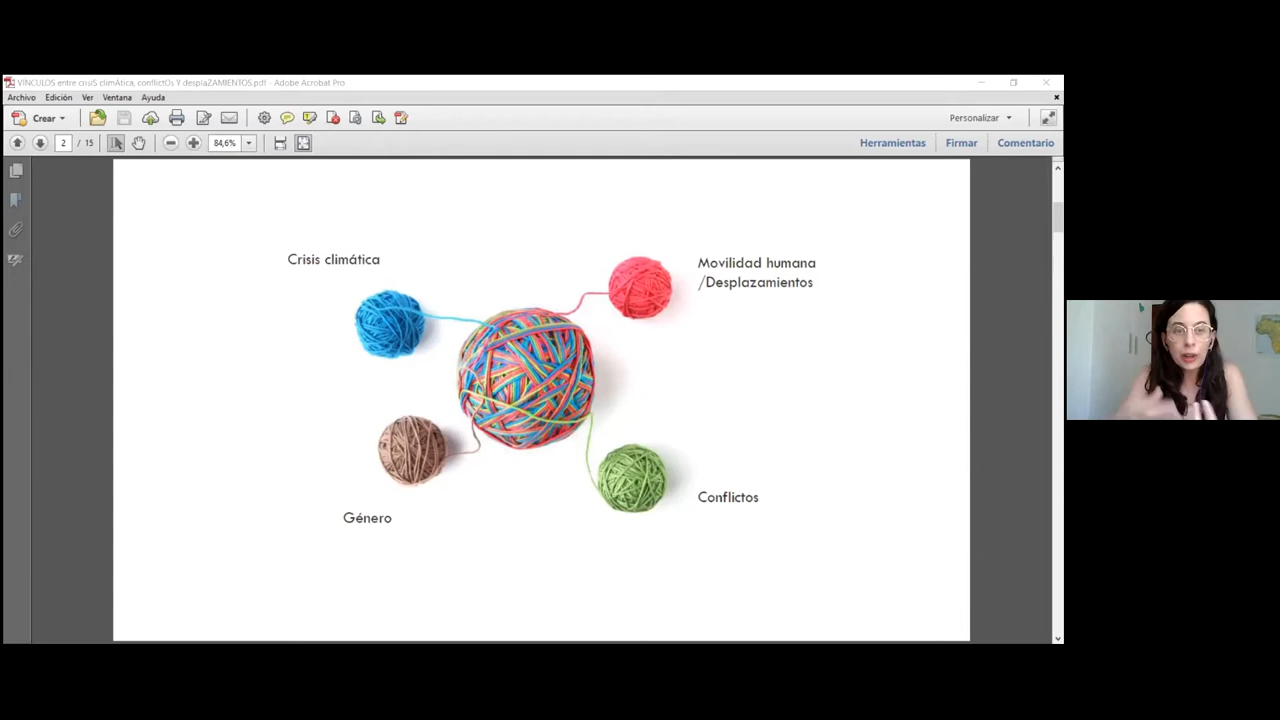 VÍNCULOS entre crisiS climÁtica, conflictOs Y desplaZAMIENTOS.pdf - Adobe Acrobat Pro
Archivo Edición Ver Ventana Ayuda
Crear
Personalizar
2 / 15
84,6%
Herramientas Firmar Comentario
Crisis climática
Movilidad humana
/Desplazamientos
Conflictos
Género